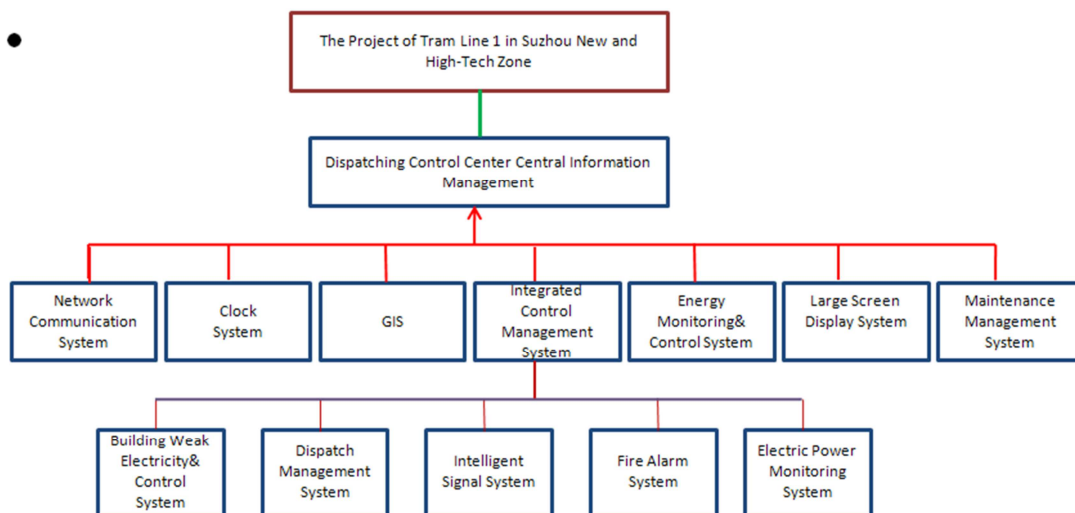 The Project of Tram Line 1 in Suzhou New and
High-Tech Zone
Dispatching Control Center Central Information
Management
Network
Communication
System
Clock
System
GIS
Integrated
Control
Management
System
Energy
Monitoring&
Control System
Large Screen
Display System
Maintenance
Management
System
Building Weak
Electricity&
Control
System
Dispatch
Management
System
Intelligent
Signal System
Fire Alarm
System
Electric Power
Monitoring
System